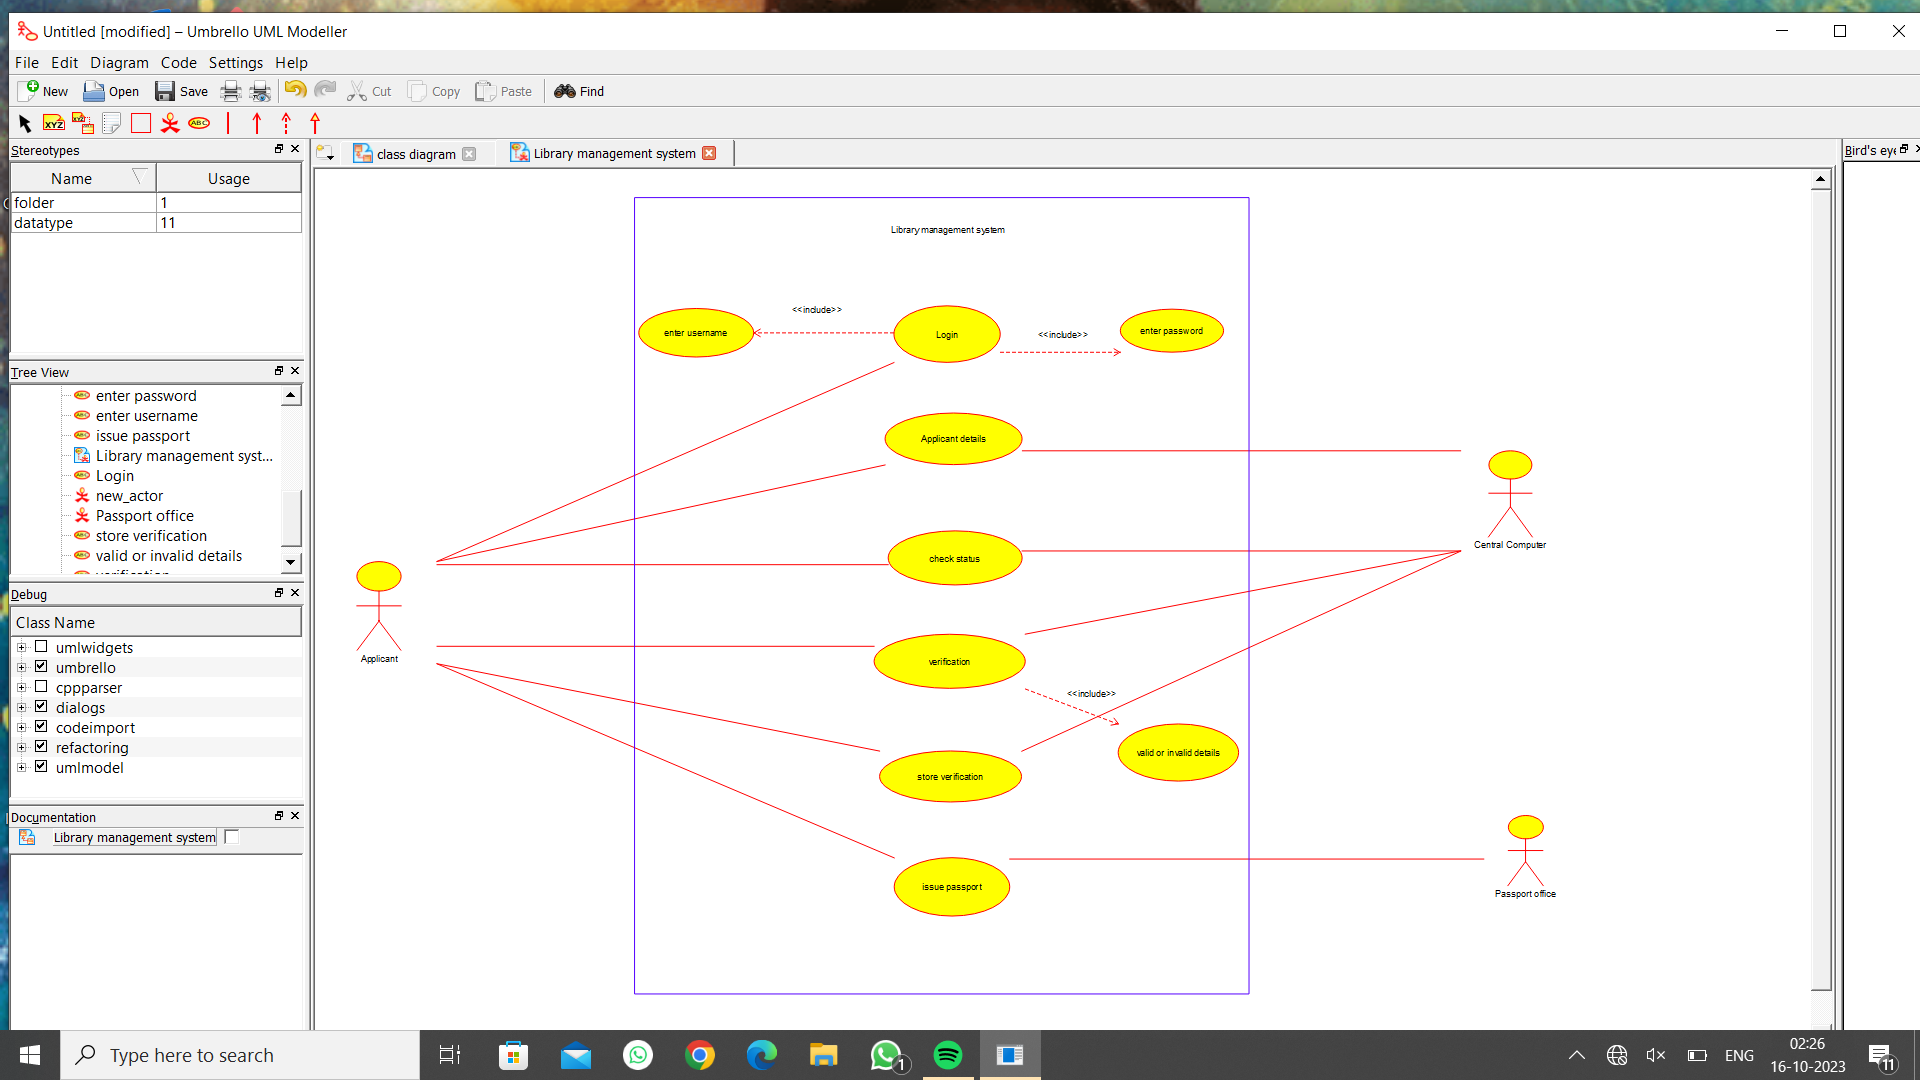 Untitled [modified] – Umbrello UML Modeller
File Edit Diagram Code Settings Help
New Open Save Cut Copy Paste Find
XYZ XYZ ABC
Stereotypes
Name Usage
folder 1
datatype 11
Tree View
enter password
enter username
issue passport
Library management syst...
Login
new_actor
Passport office
store verification
valid or invalid details
Debug
Class Name
umlwidgets
umbrello
cppparser
dialogs
codeimport
refactoring
umlmodel
Documentation
Library management system
class diagram
Library management system
Bird's eye
Library management system
enter username
<<include>>
Login
<<include>>
enter password
Applicant details
check status
verification
<<include>>
valid or invalid details
store verification
issue passport
Applicant
Central Computer
Passport office
Type here to search
1
ENG
02:26
16-10-2023
11